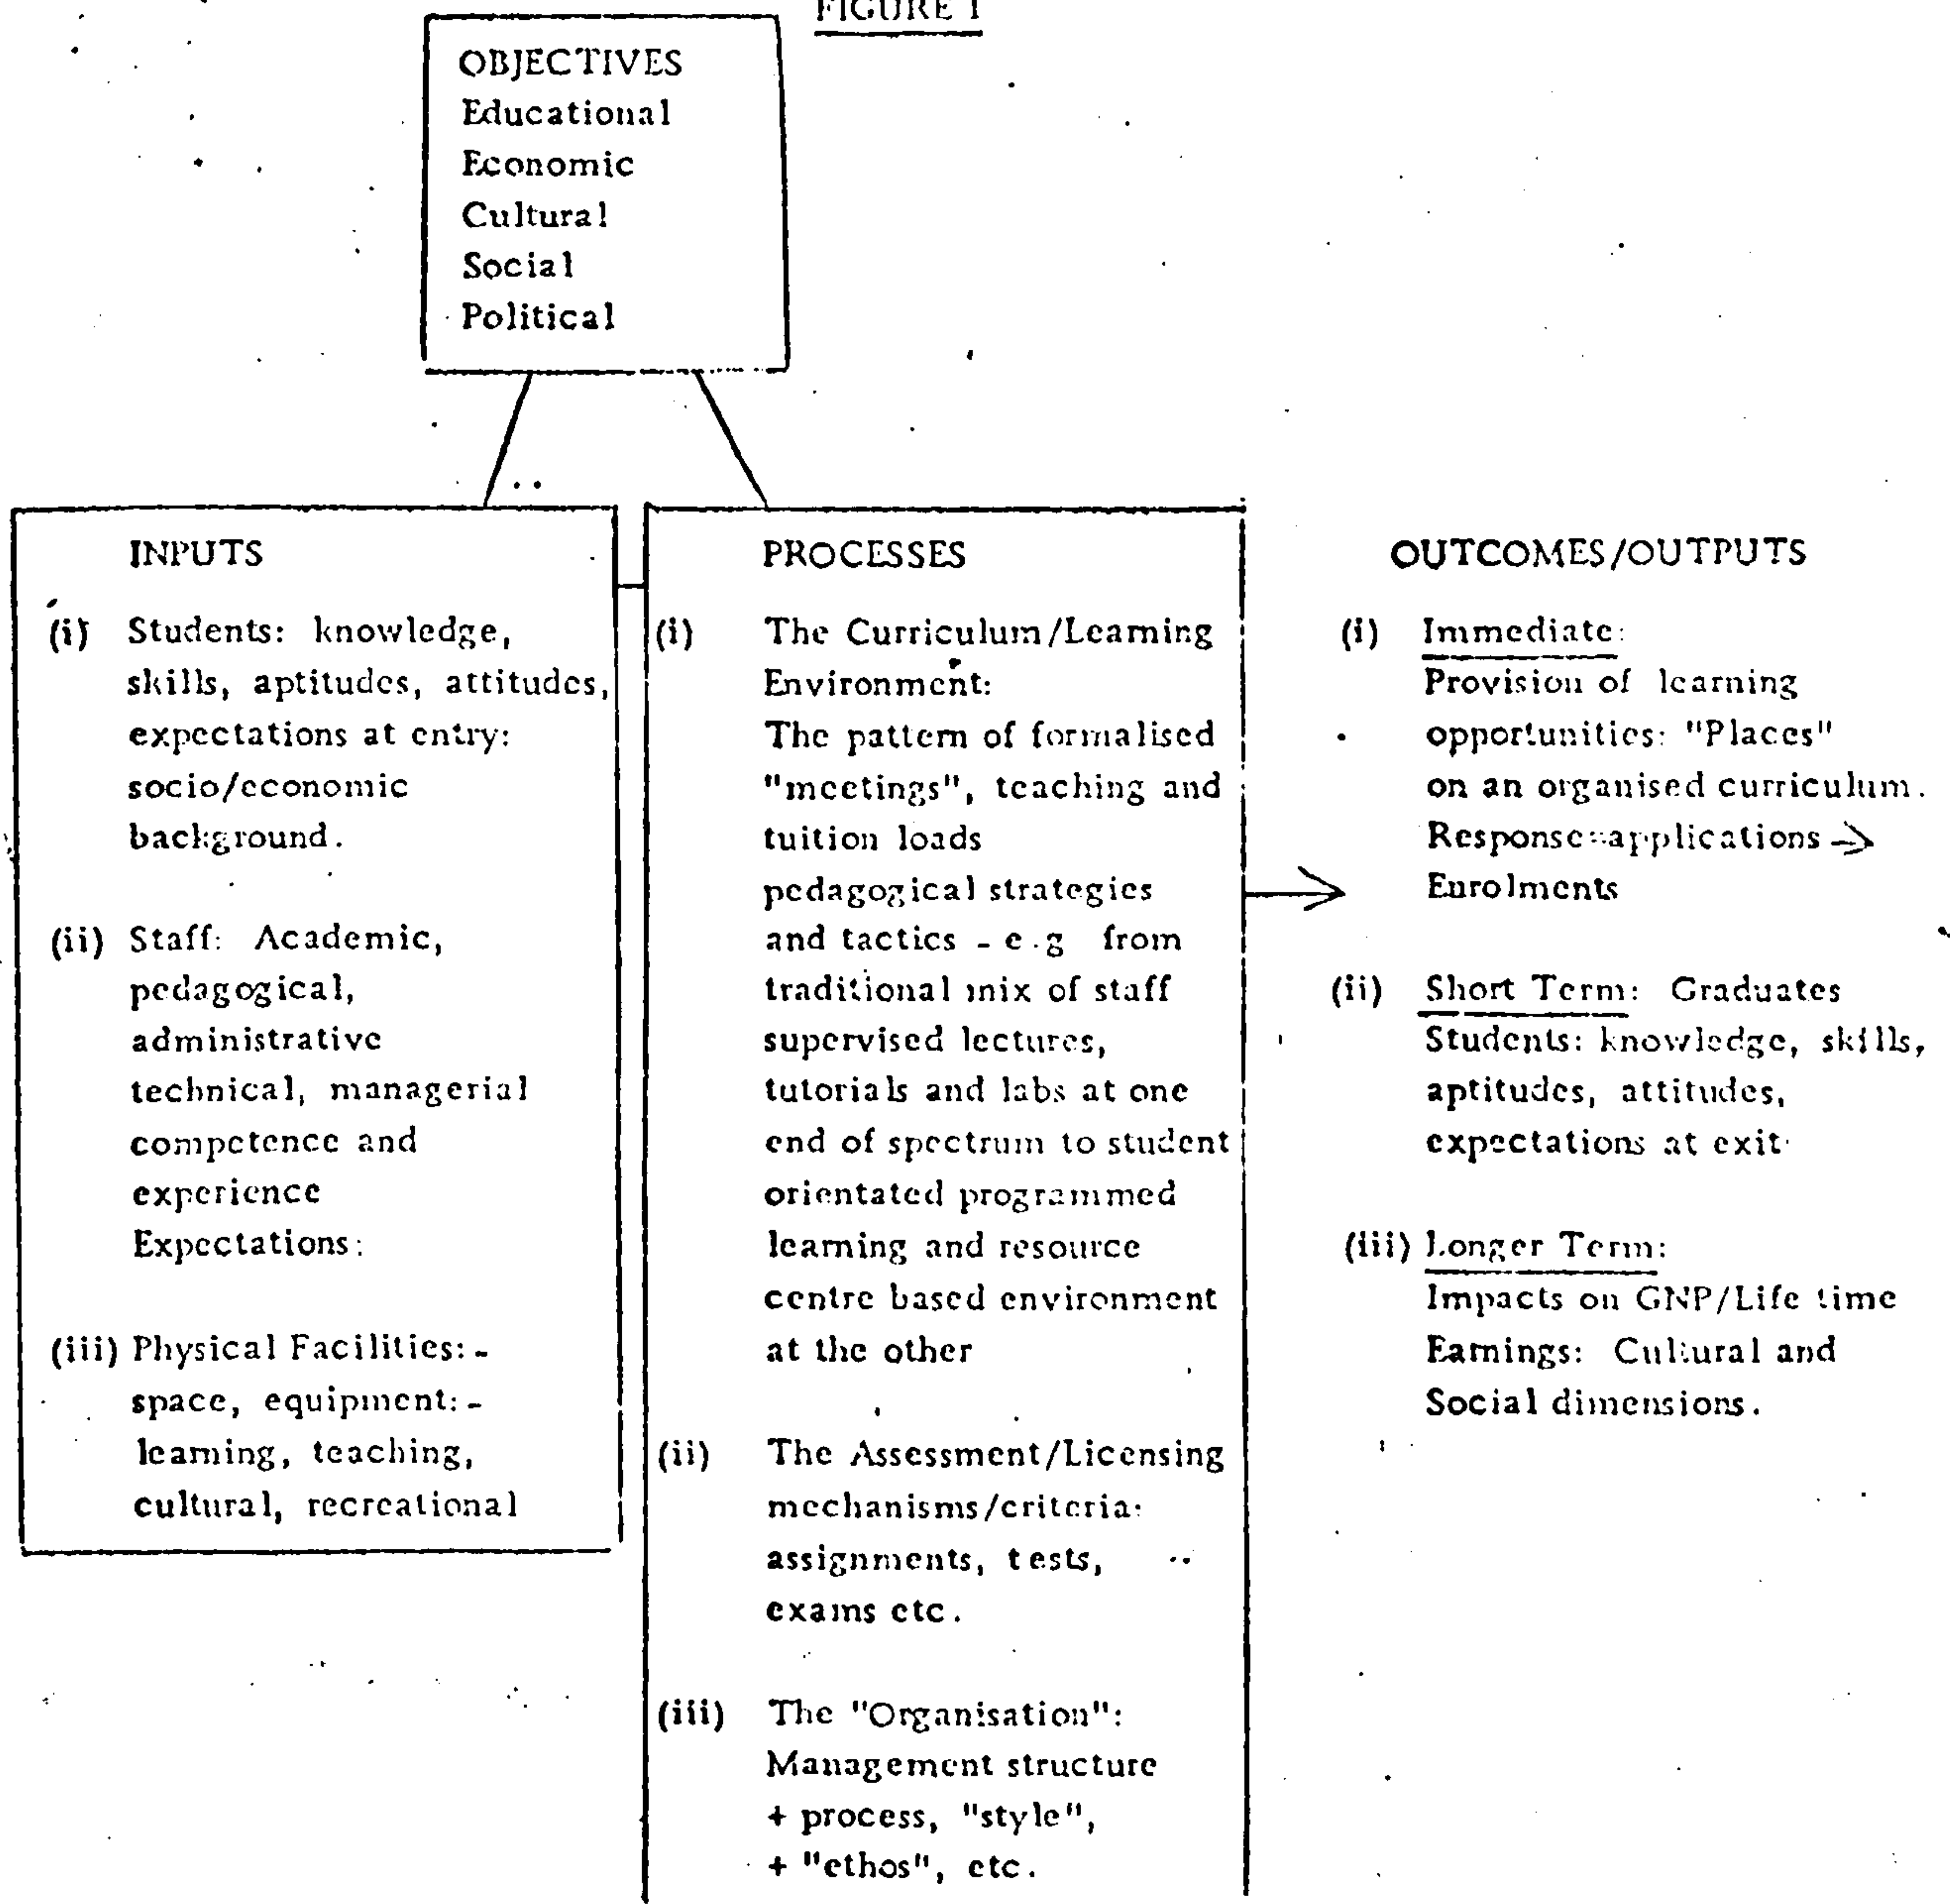 FIGURE 1
OBJECTIVES
Educational
Economic
Cultural
Social
Political
INPUTS
(i) Students: knowledge,
skills, aptitudes, attitudes,
expectations at entry:
socio/economic
background.
(ii) Staff: Academic,
pedagogical,
administrative
technical, managerial
competence and
experience
Expectations:
(iii) Physical Facilities:-
space, equipment:-
learning, teaching,
cultural, recreational
PROCESSES
(i) The Curriculum/Learning
Environment:
The pattern of formalised
"meetings", teaching and
tuition loads
pedagogical strategies
and tactics - e.g from
traditional mix of staff
supervised lectures,
tutorials and labs at one
end of spectrum to student
orientated programmed
learning and resource
centre based environment
at the other
(ii) The Assessment/Licensing
mechanisms/criteria:
assignments, tests,
exams etc.
(iii) The "Organisation":
Management structure
+ process, "style",
+ "ethos", etc.
OUTCOMES/OUTPUTS
(i) Immediate:
Provision of learning
opportunities: "Places"
on an organised curriculum.
Response=applications →
Enrolments
(ii) Short Term: Graduates
Students: knowledge, skills,
aptitudes, attitudes,
expectations at exit
(iii) Longer Term:
Impacts on GNP/Life time
Earnings: Cultural and
Social dimensions.